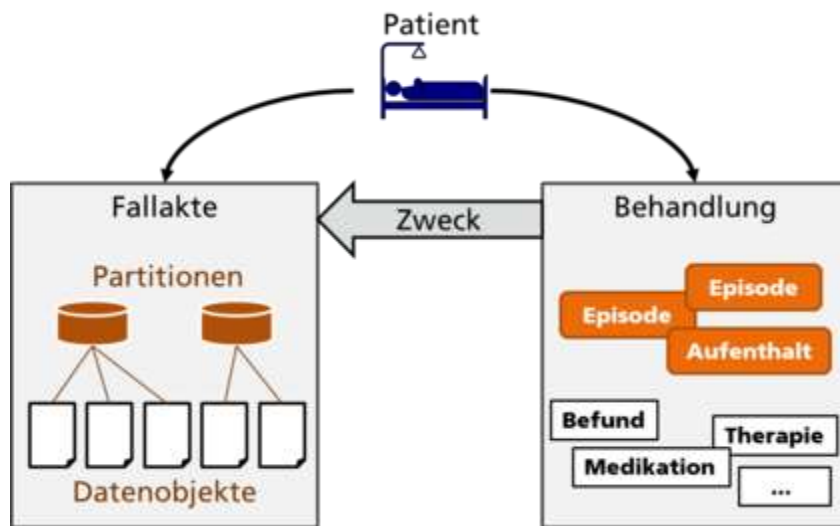 Patient
Fallakte
Zweck
Behandlung
Partitionen
Episode
Episode
Aufenthalt
Befund
Therapie
Medikation
...
Datenobjekte